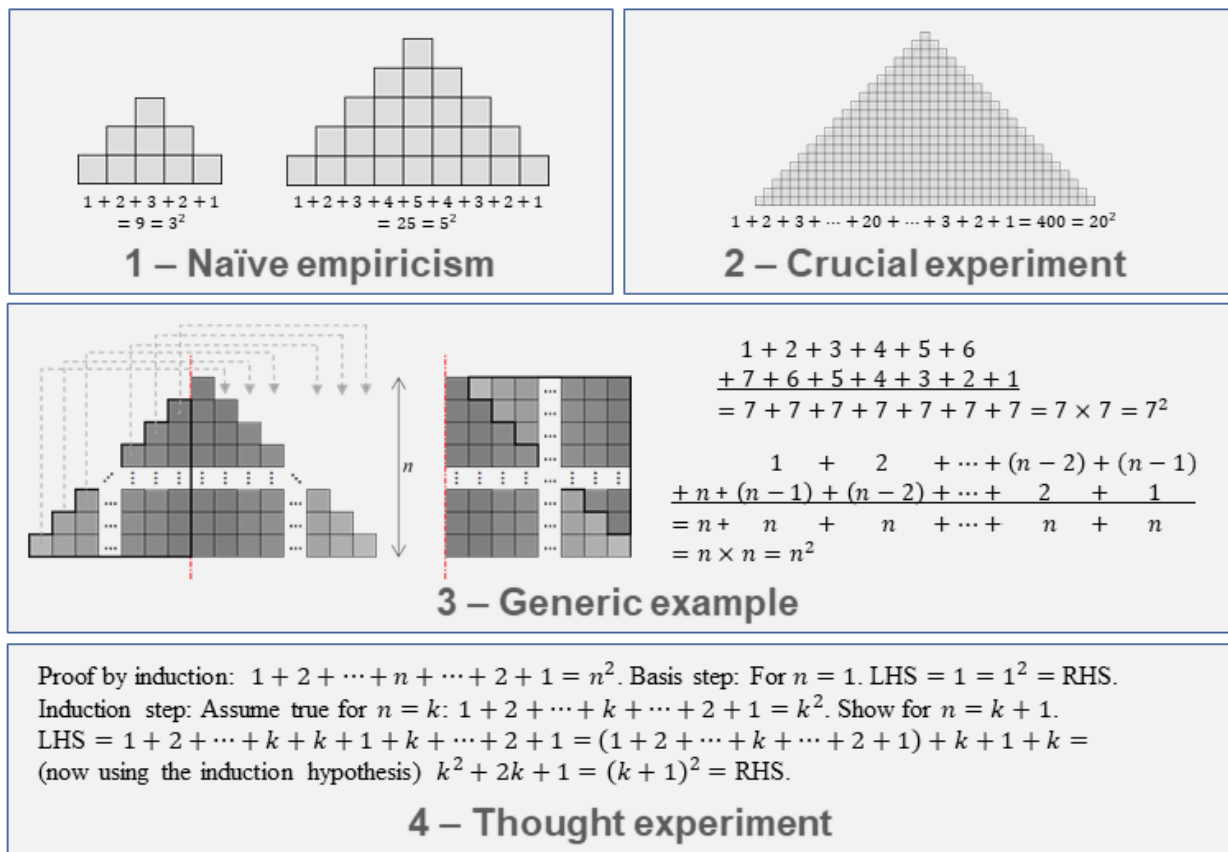 1 + 2 + 3 + 2 + 1
= 9 = 3²
1 + 2 + 3 + 4 + 5 + 4 + 3 + 2 + 1
= 25 = 5²
1 – Naïve empiricism
1 + 2 + 3 + ⋯ + 20 + ⋯ + 3 + 2 + 1 = 400 = 20²
2 – Crucial experiment
n
1 + 2 + 3 + 4 + 5 + 6
+ 7 + 6 + 5 + 4 + 3 + 2 + 1
= 7 + 7 + 7 + 7 + 7 + 7 + 7 = 7 × 7 = 7²
1 + 2 + ⋯ + (n − 2) + (n − 1)
+ n + (n − 1) + (n − 2) + ⋯ + 2 + 1
= n + n + n + ⋯ + n + n
= n × n = n²
3 – Generic example
Proof by induction: 1 + 2 + ⋯ + n + ⋯ + 2 + 1 = n². Basis step: For n = 1. LHS = 1 = 1² = RHS.
Induction step: Assume true for n = k: 1 + 2 + ⋯ + k + ⋯ + 2 + 1 = k². Show for n = k + 1.
LHS = 1 + 2 + ⋯ + k + k + 1 + k + ⋯ + 2 + 1 = (1 + 2 + ⋯ + k + ⋯ + 2 + 1) + k + 1 + k =
(now using the induction hypothesis) k² + 2k + 1 = (k + 1)² = RHS.
4 – Thought experiment